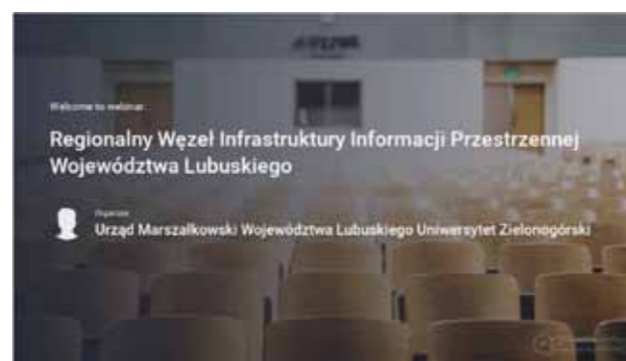 Welcome to webinar:
Regionalny Węzeł Infrastruktury Informacji Przestrzennej
Województwa Lubuskiego
Organizer
Urząd Marszałkowski Województwa Lubuskiego Uniwersytet Zielonogórski